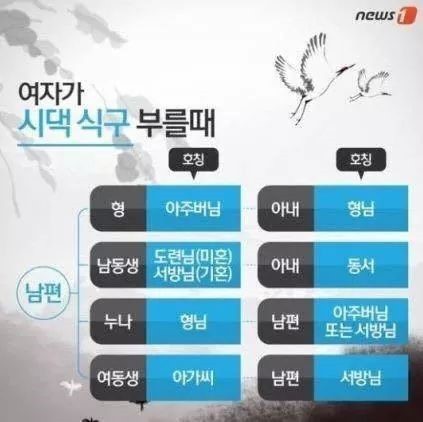 news1
여자가
시댁 식구 부를때
호칭
호칭
남편
형
아주버님
아내
형님
남동생
도련님(미혼)
서방님(기혼)
아내
동서
누나
형님
남편
아주버님
또는 서방님
여동생
아가씨
남편
서방님